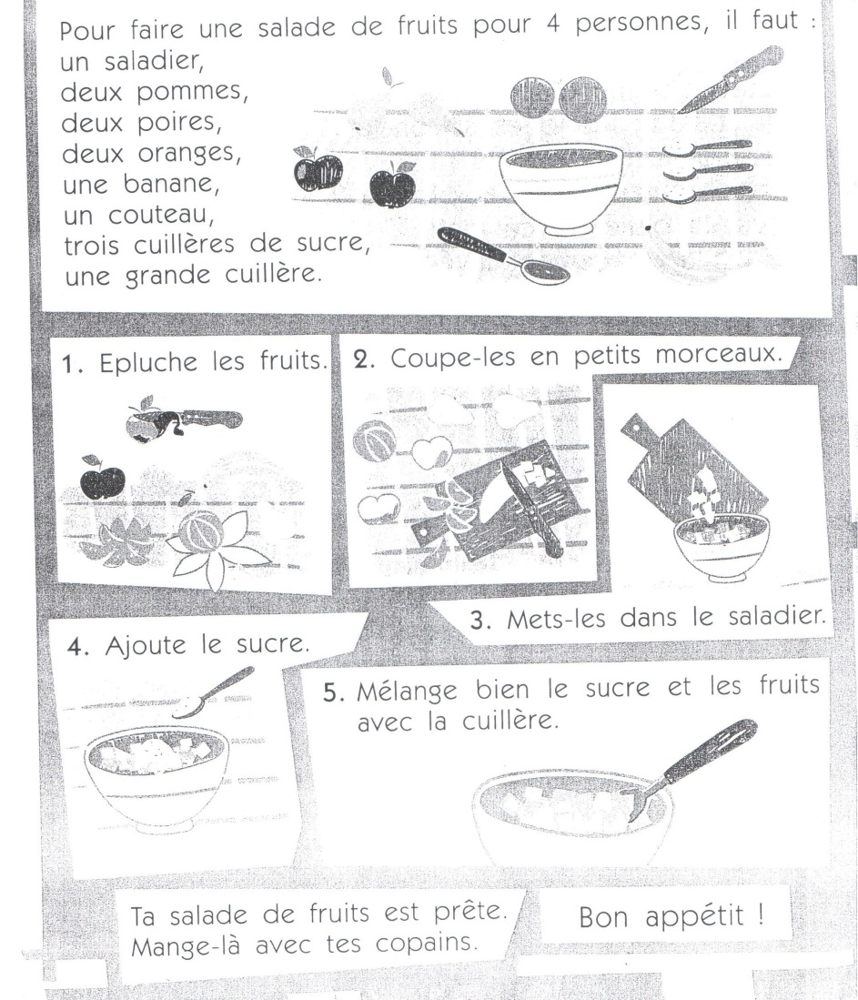 Pour faire une salade de fruits pour 4 personnes, il faut :
un saladier,
deux pommes,
deux poires,
deux oranges,
une banane,
un couteau,
trois cuillères de sucre,
une grande cuillère.
1. Epluche les fruits.
2. Coupe-les en petits morceaux.
3. Mets-les dans le saladier.
4. Ajoute le sucre.
5. Mélange bien le sucre et les fruits
avec la cuillère.
Ta salade de fruits est prête.
Mange-là avec tes copains.
Bon appétit !